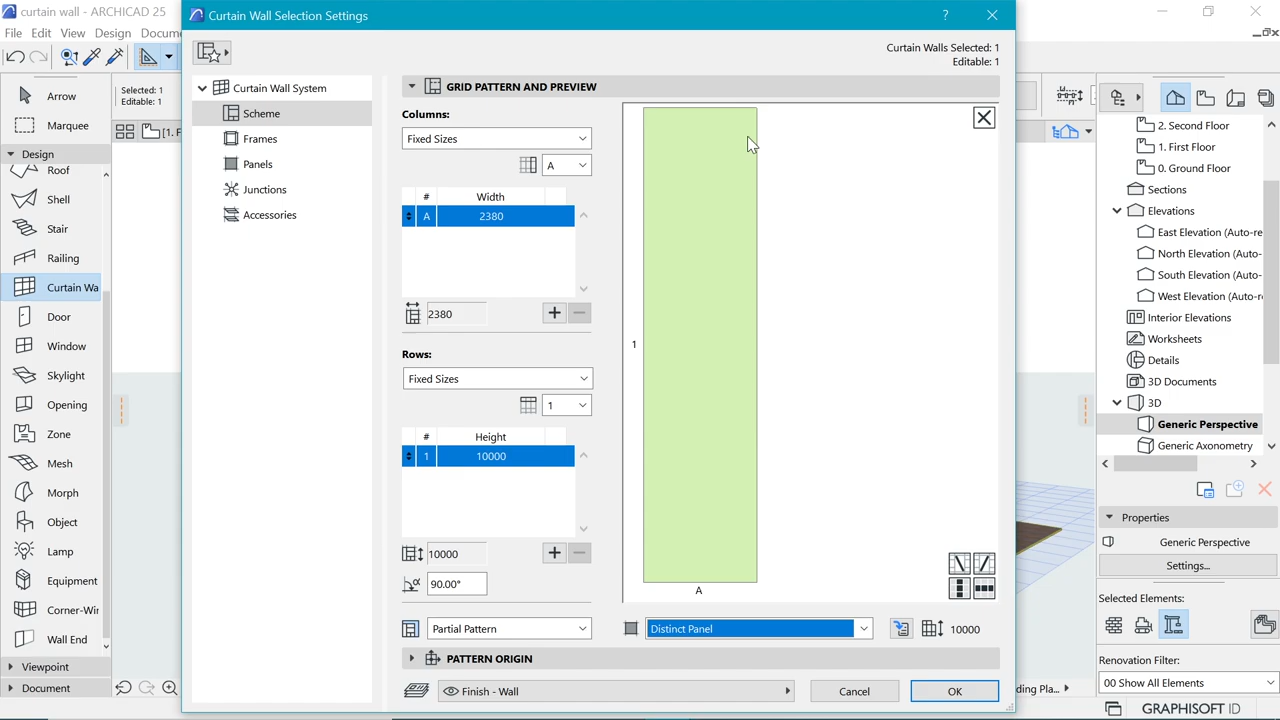 curtain wall - ARCHICAD 25
File Edit View Design Docum
Curtain Wall Selection Settings
?
Curtain Walls Selected: 1
Editable: 1
Selected: 1
Editable: 1
[1. F
Arrow
Marquee
Design
Roof
Shell
Stair
Railing
Curtain Wa
Door
Window
Skylight
Opening
Zone
Mesh
Morph
Object
Lamp
Equipment
Corner-Wir
Wall End
Viewpoint
Document
Curtain Wall System
Scheme
Frames
Panels
Junctions
Accessories
GRID PATTERN AND PREVIEW
Columns:
Fixed Sizes
A
# Width
A 2380
2380
Rows:
Fixed Sizes
1
# Height
1 10000
10000
90.00°
Partial Pattern
1
A
Distinct Panel
10000
PATTERN ORIGIN
Finish - Wall
Cancel
OK
2. Second Floor
1. First Floor
0. Ground Floor
Sections
Elevations
East Elevation (Auto-re
North Elevation (Auto-
South Elevation (Auto-
West Elevation (Auto-r
Interior Elevations
Worksheets
Details
3D Documents
3D
Generic Perspective
Generic Axonometry
Properties
Generic Perspective
Settings...
Selected Elements:
Renovation Filter:
00 Show All Elements
ding Pla...
GRAPHISOFT ID